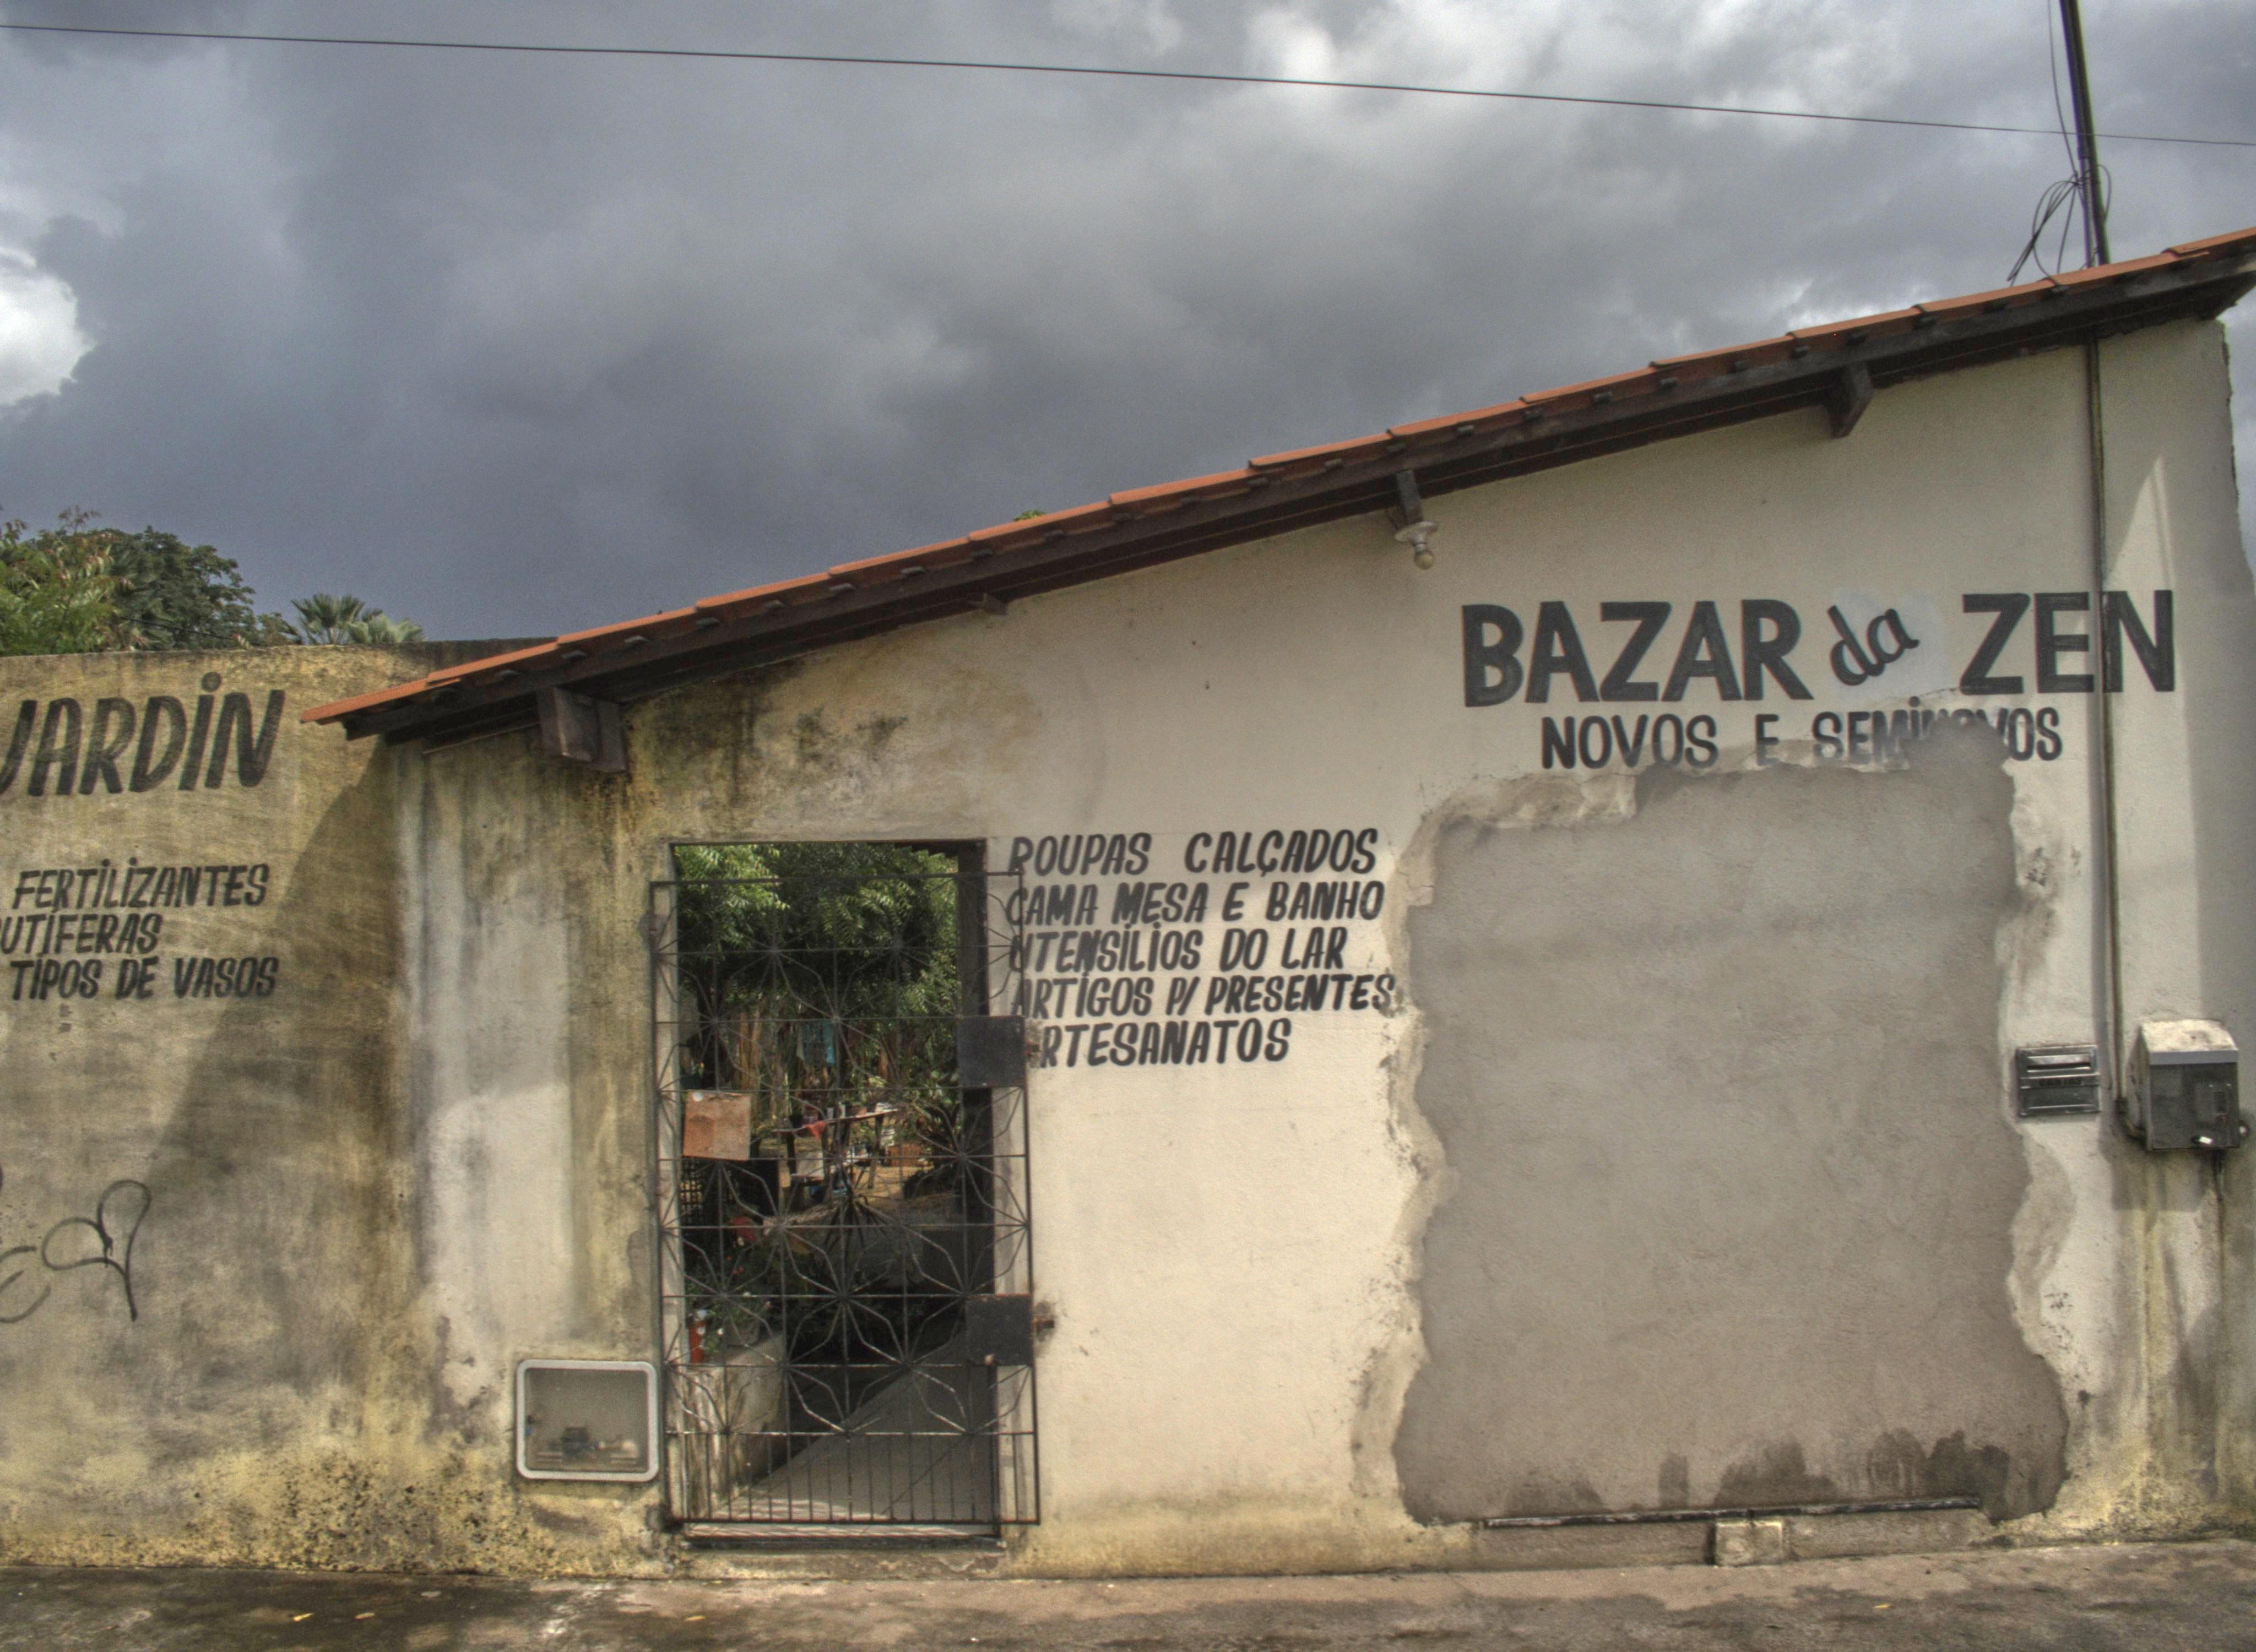 JARDIN
FERTILIZANTES
UTIFERAS
TIPOS DE VASOS
BAZAR da ZEN
NOVOS E SEMINOVOS
ROUPAS CALÇADOS
CAMA MESA E BANHO
UTENSILIOS DO LAR
ARTIGOS P/ PRESENTES
ARTESANATOS